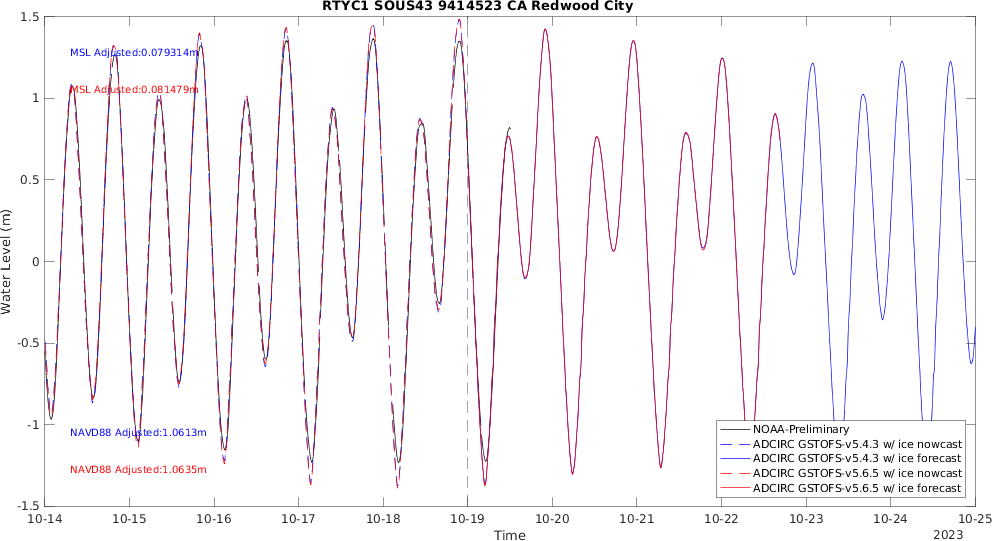 RTYC1 SOUS43 9414523 CA Redwood City
1.5
1
0.5
0
-0.5
-1
-1.5
Water Level (m)
MSL Adjusted:0.079314m
MSL Adjusted:0.081479m
NAVD88 Adjusted:1.0613m
NAVD88 Adjusted:1.0635m
NOAA-Preliminary
ADCIRC GSTOFS-v5.4.3 w/ ice nowcast
ADCIRC GSTOFS-v5.4.3 w/ ice forecast
ADCIRC GSTOFS-v5.6.5 w/ ice nowcast
ADCIRC GSTOFS-v5.6.5 w/ ice forecast
10-14 10-15 10-16 10-17 10-18 10-19 10-20 10-21 10-22 10-23 10-24 10-25
Time
2023